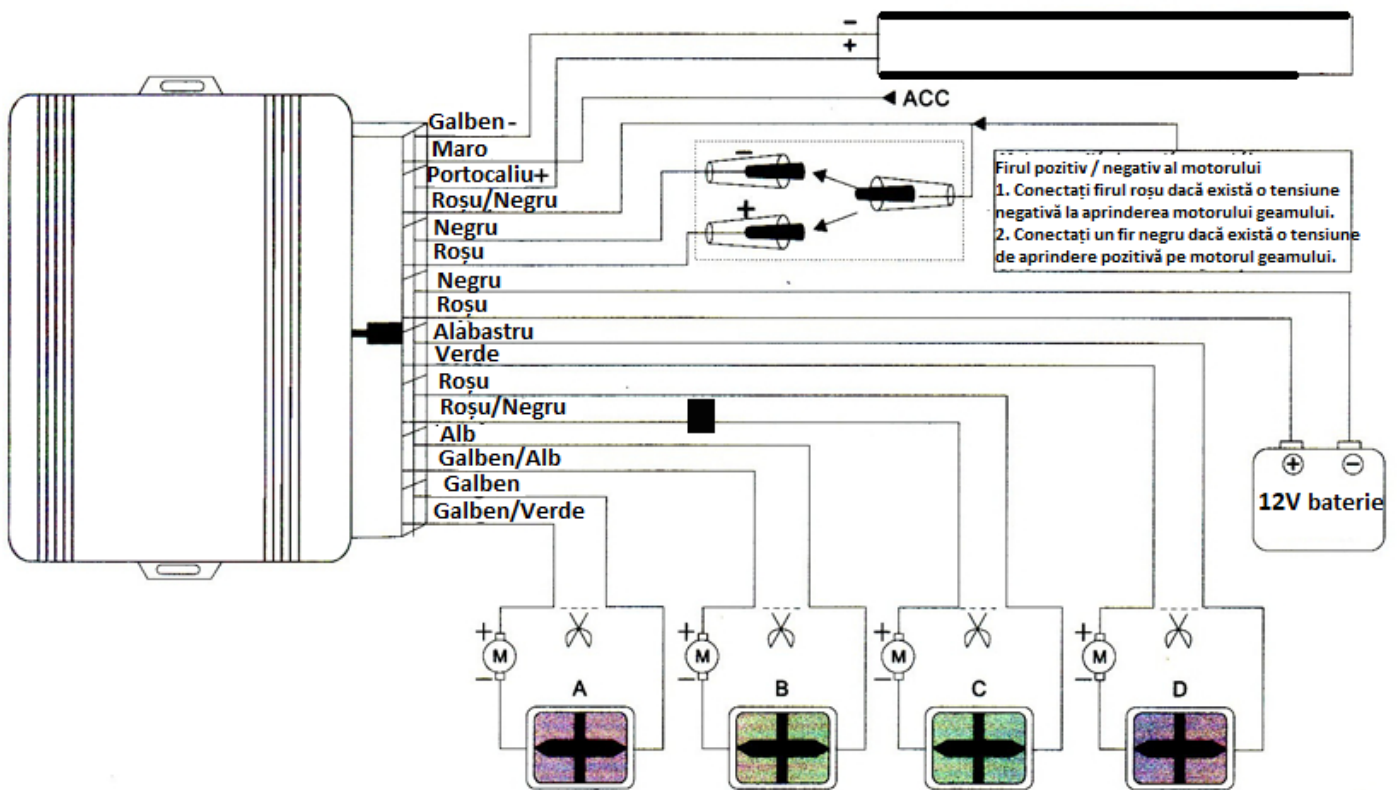 -
+
ACC
Galben-
Maro
Portocaliu+
Roșu/Negru
Negru
Roșu
Negru
Roșu
Alabastru
Verde
Roșu
Roșu/Negru
Alb
Galben/Alb
Galben
Galben/Verde
-
+
Firul pozitiv / negativ al motorului
1. Conectați firul roșu dacă există o tensiune
negativă la aprinderea motorului geamului.
2. Conectați un fir negru dacă există o tensiune
de aprindere pozitivă pe motorul geamului.
+ -
12V baterie
+ M - A
+ M - B
+ M - C
+ M - D